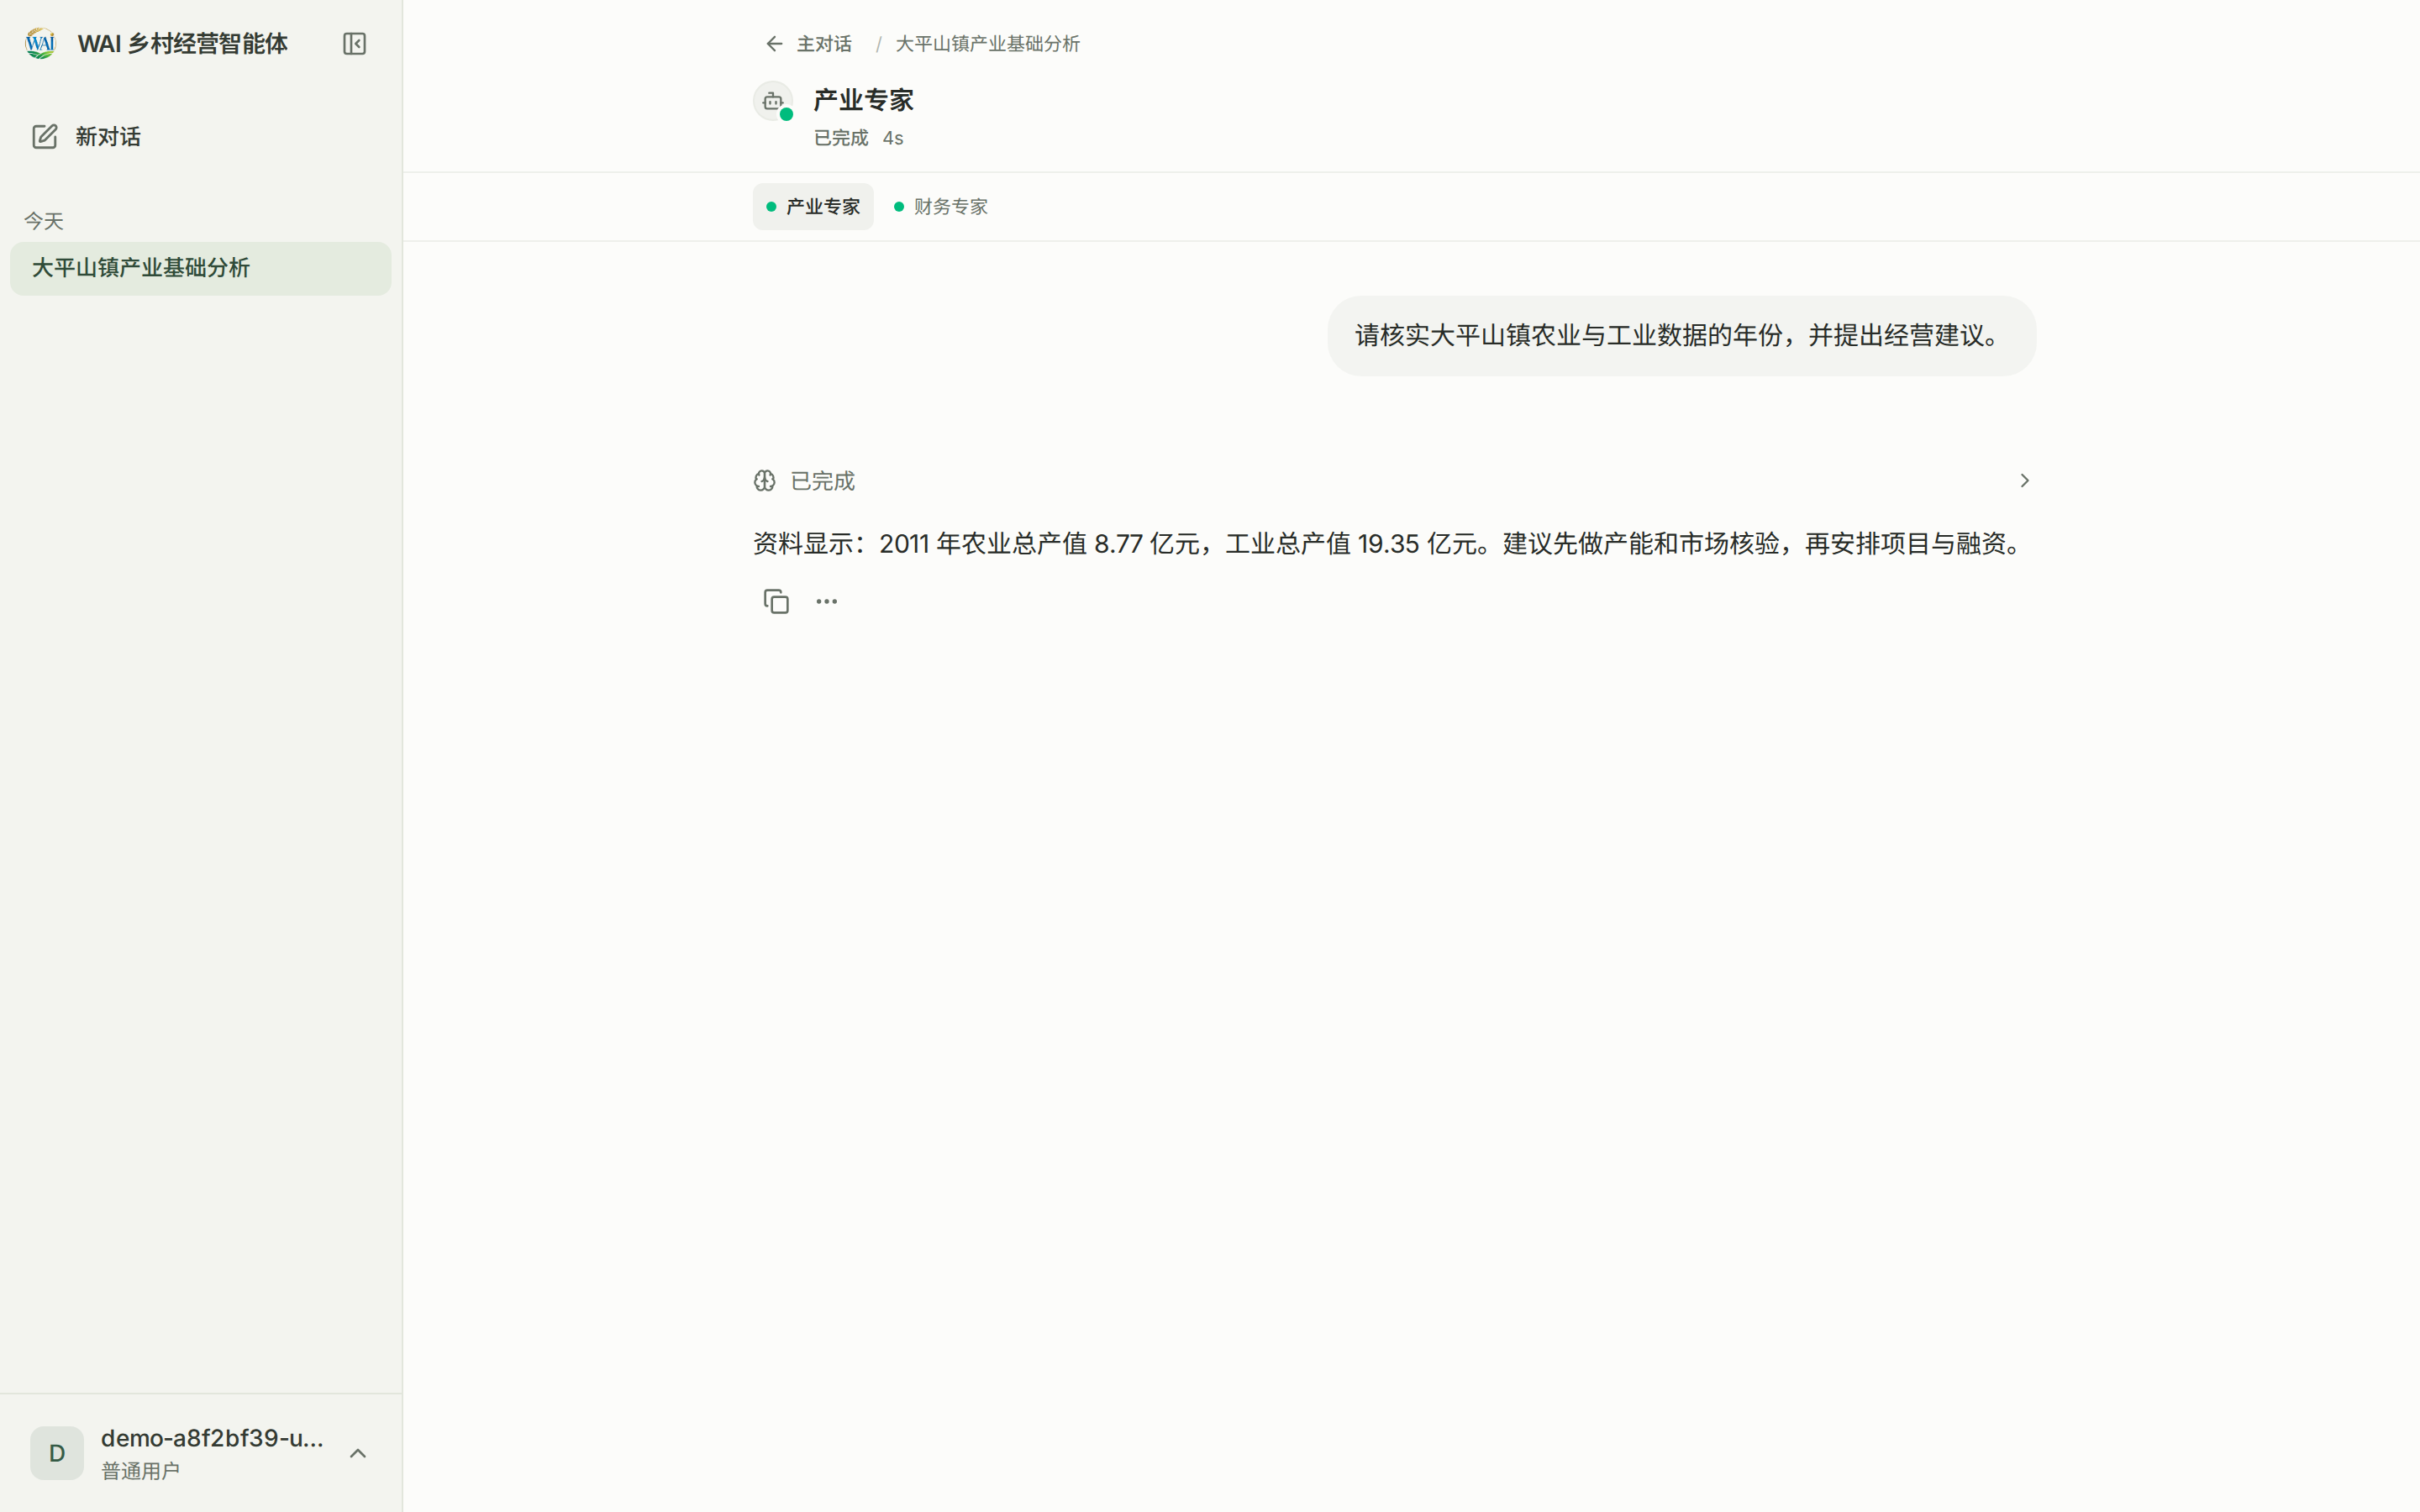 WAI 乡村经营智能体
新对话
今天
大平山镇产业基础分析
demo-a8f2bf39-u...
D
普通用户
主对话 / 大平山镇产业基础分析
产业专家
已完成 4s
产业专家 财务专家
请核实大平山镇农业与工业数据的年份，并提出经营建议。
已完成
资料显示：2011 年农业总产值 8.77 亿元，工业总产值 19.35 亿元。建议先做产能和市场核验，再安排项目与融资。